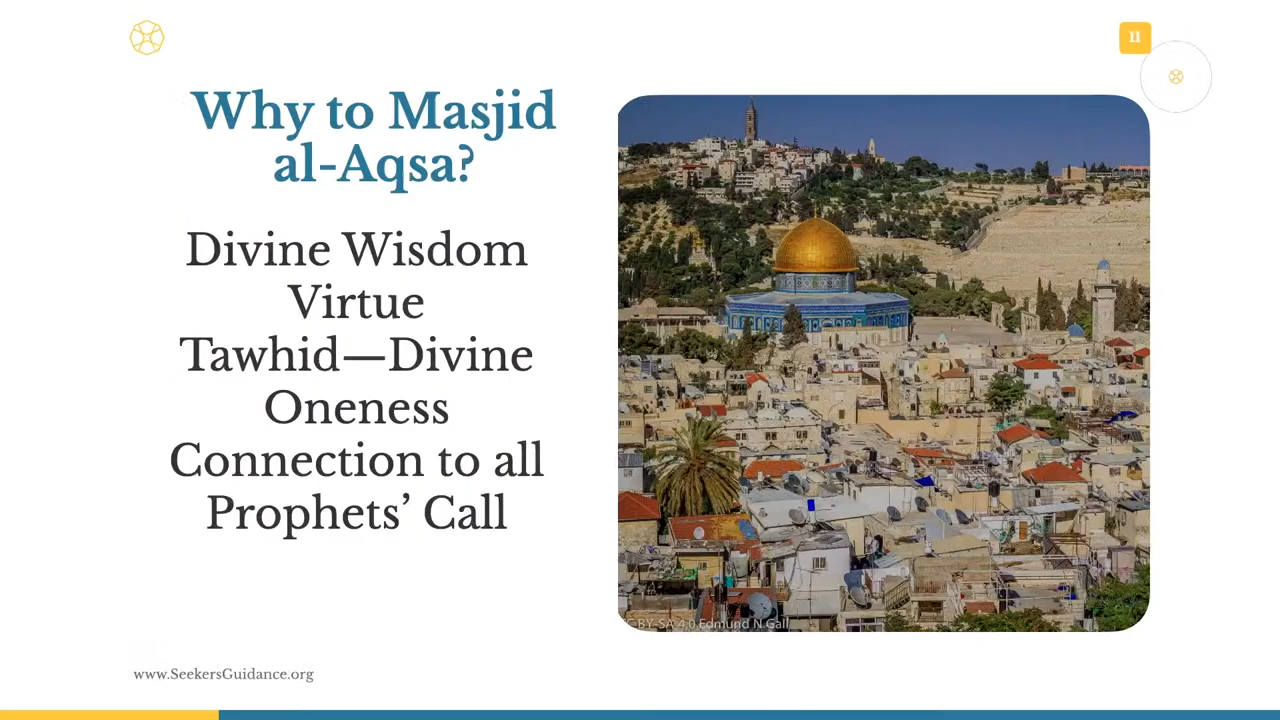 11
Why to Masjid
al-Aqsa?
Divine Wisdom
Virtue
Tawhid—Divine
Oneness
Connection to all
Prophets’ Call
CC-BY-SA 4.0 Edmund N Gall
www.SeekersGuidance.org